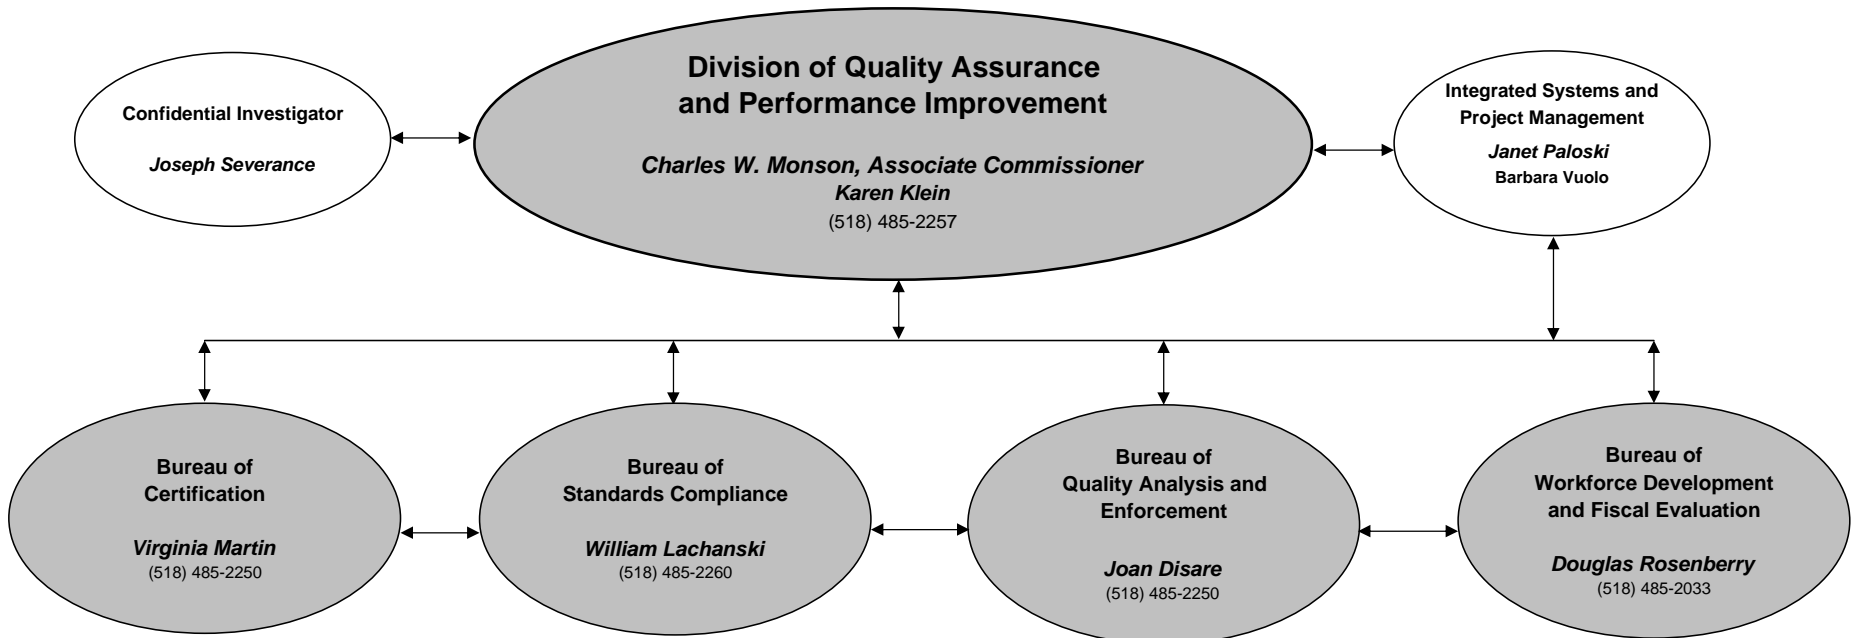 Division of Quality Assurance
and Performance Improvement
Charles W. Monson, Associate Commissioner
Karen Klein
(518) 485-2257
Confidential Investigator
Joseph Severance
Integrated Systems and
Project Management
Janet Paloski
Barbara Vuolo
Bureau of
Certification
Virginia Martin
(518) 485-2250
Bureau of
Standards Compliance
William Lachanski
(518) 485-2260
Bureau of
Quality Analysis and
Enforcement
Joan Disare
(518) 485-2250
Bureau of
Workforce Development
and Fiscal Evaluation
Douglas Rosenberry
(518) 485-2033